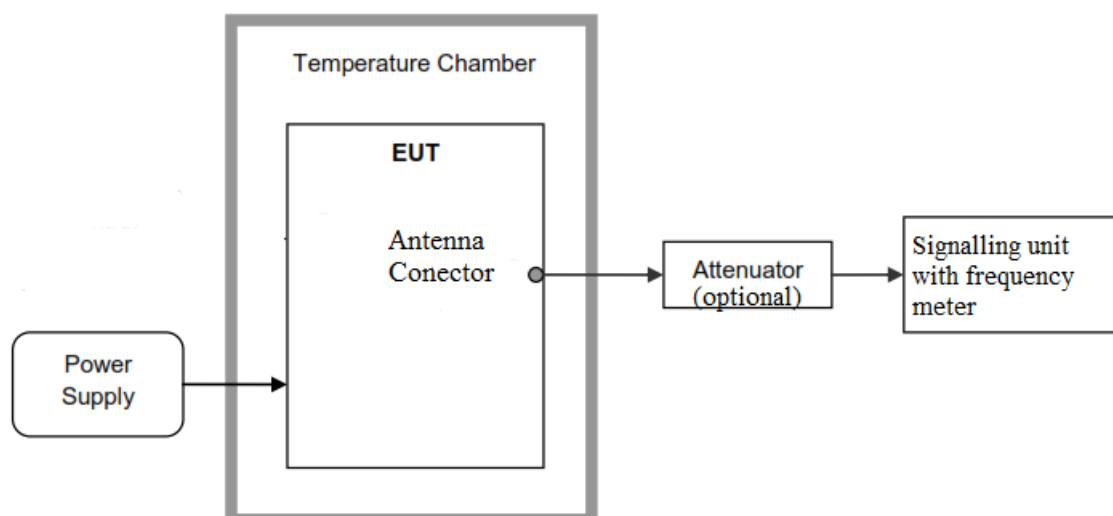 Temperature Chamber
EUT
Antenna
Conector
Attenuator
(optional)
Signalling unit
with frequency
meter
Power
Supply